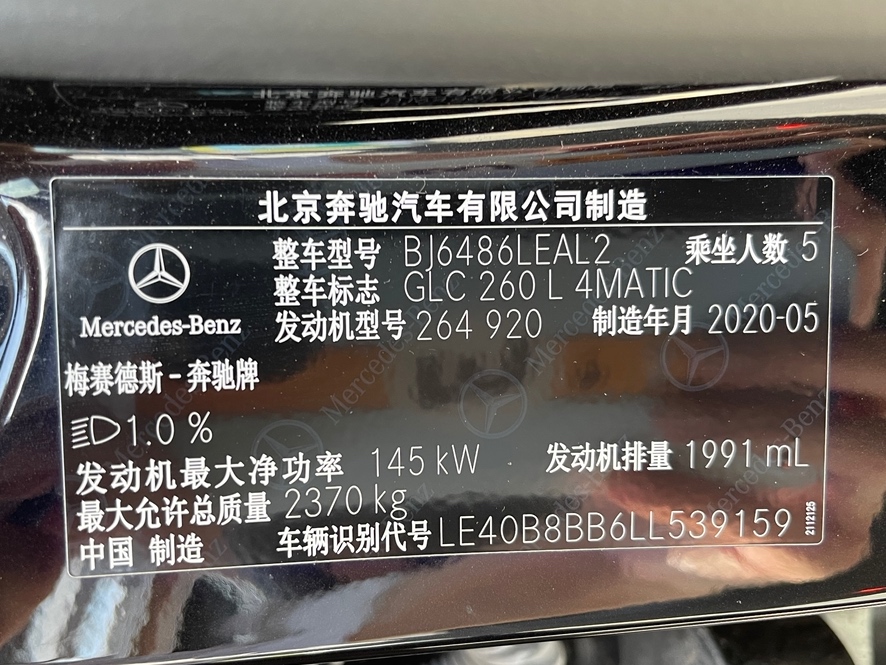 北京奔驰汽车有限公司制造
整车型号 BJ6486LEAL2 乘坐人数 5
整车标志 GLC 260 L 4MATIC
发动机型号 264 920 制造年月 2020-05
Mercedes-Benz
梅赛德斯-奔驰牌
1.0 %
发动机最大净功率 145 kW 发动机排量 1991 mL
最大允许总质量 2370 kg
中国 制造 车辆识别代号 LE40B8BB6LL539159
2112125